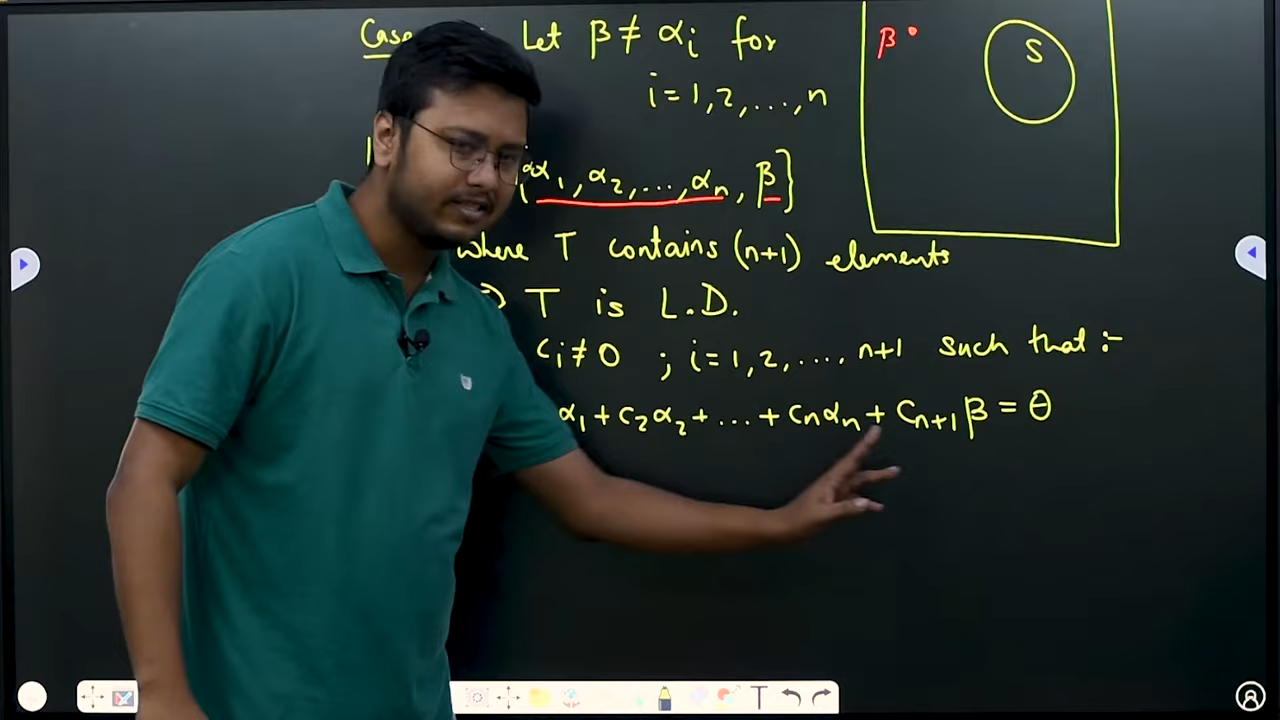 Case
Let β ≠ αᵢ for
i = 1, 2, ..., n
β
S
α₁, α₂, ..., αₙ, β}
where T contains (n+1) elements
T is L.D.
cᵢ ≠ 0 ; i = 1, 2, ..., n+1 such that :-
α₁ + c₂α₂ + ... + cₙαₙ + cₙ₊₁β = θ
T